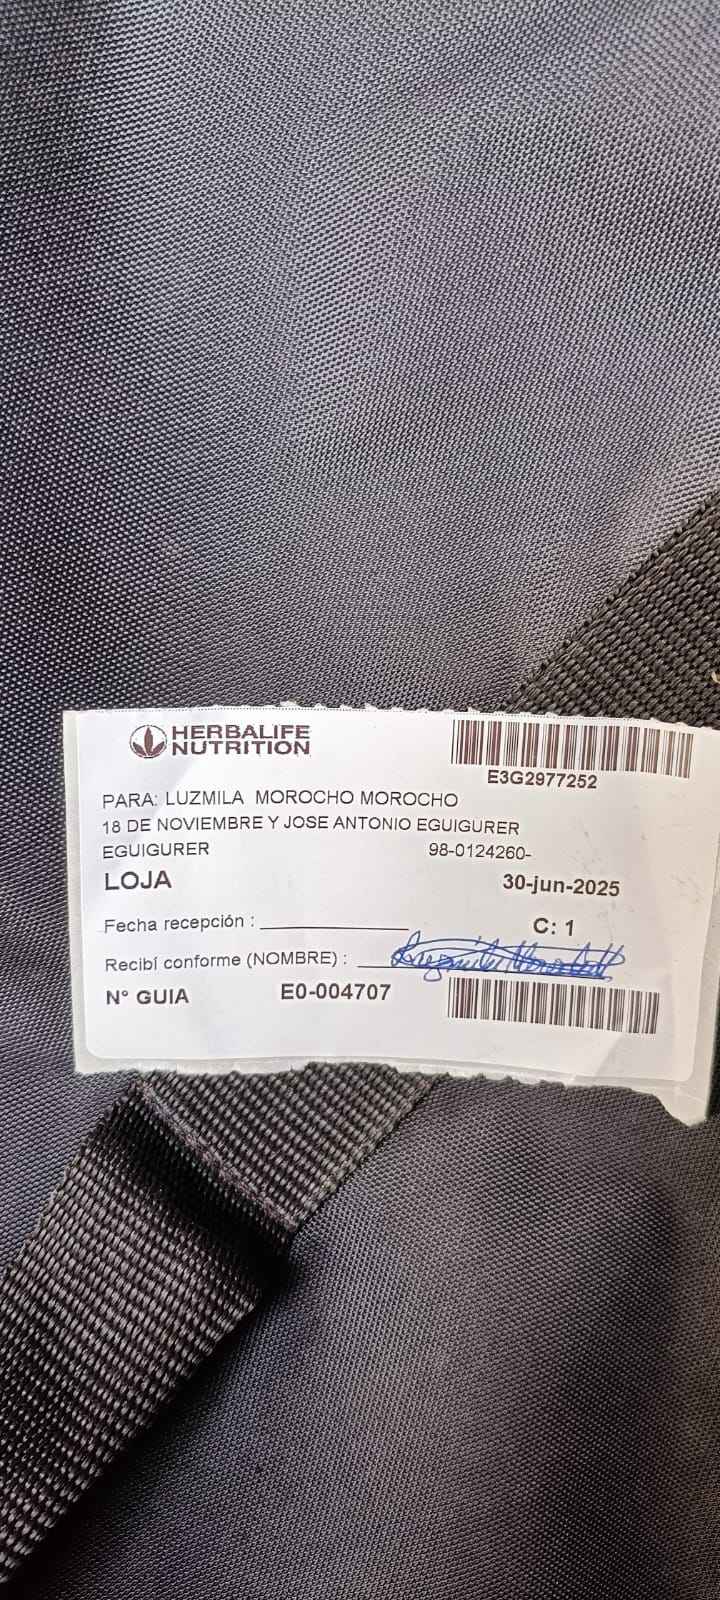 HERBALIFE
NUTRITION
E3G2977252
PARA: LUZMILA MOROCHO MOROCHO
18 DE NOVIEMBRE Y JOSE ANTONIO EGUIGURER
EGUIGURER 98-0124260-
LOJA 30-jun-2025
Fecha recepción : 
C: 1
Recibí conforme (NOMBRE) : 
N° GUIA E0-004707